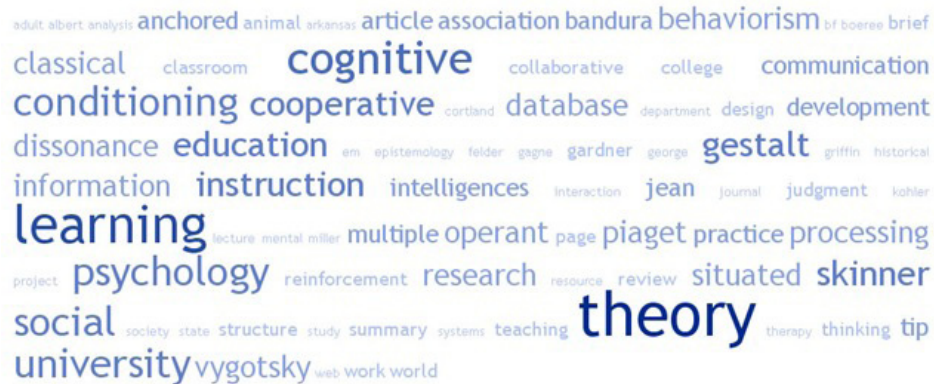 adult albert analysis anchored animal arkansas article association bandura behaviorism bf boeree brief
classical classroom cognitive collaborative college communication
conditioning cooperative cortland database department design development
dissonance education em epistemology felder gagne gardner george gestalt griffin historical
information instruction intelligences interaction jean journal judgment kohler
learning lecture mental miller multiple operant page piaget practice processing
project psychology reinforcement research resource review situated skinner
social society state structure study summary systems teaching theory therapy thinking tip
university vygotsky web work world